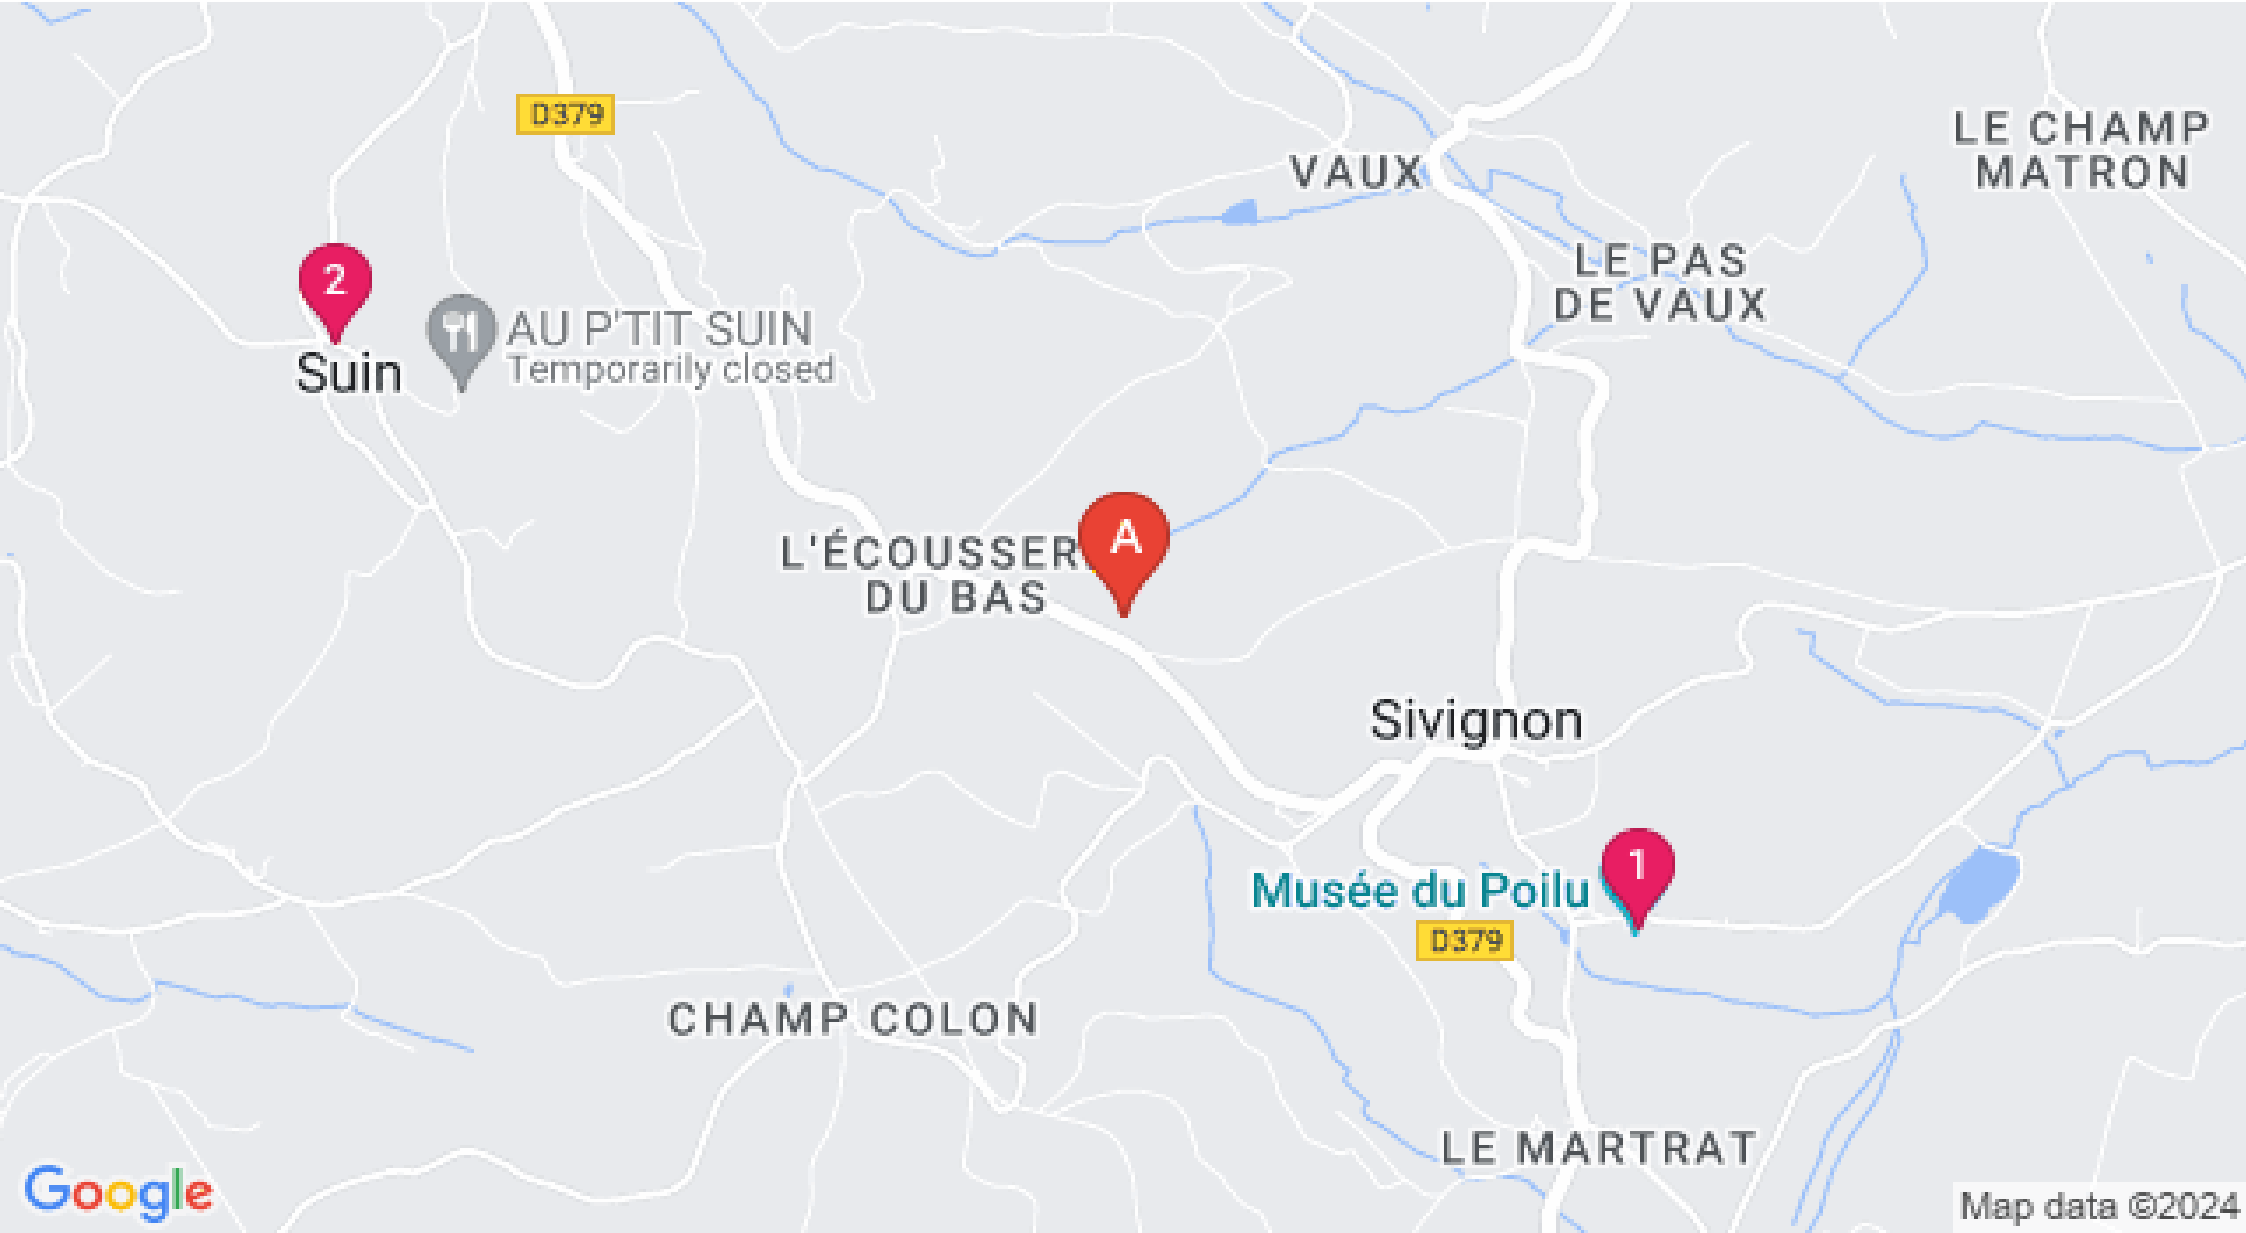 D379
LE CHAMP
MATRON
VAUX
LE PAS
DE VAUX
2
AU P'TIT SUIN
Temporarily closed
Suin
A
L'ÉCOUSSER
DU BAS
Sivignon
1
Musée du Poilu
D379
CHAMP COLON
LE MARTRAT
Google
Map data ©2024